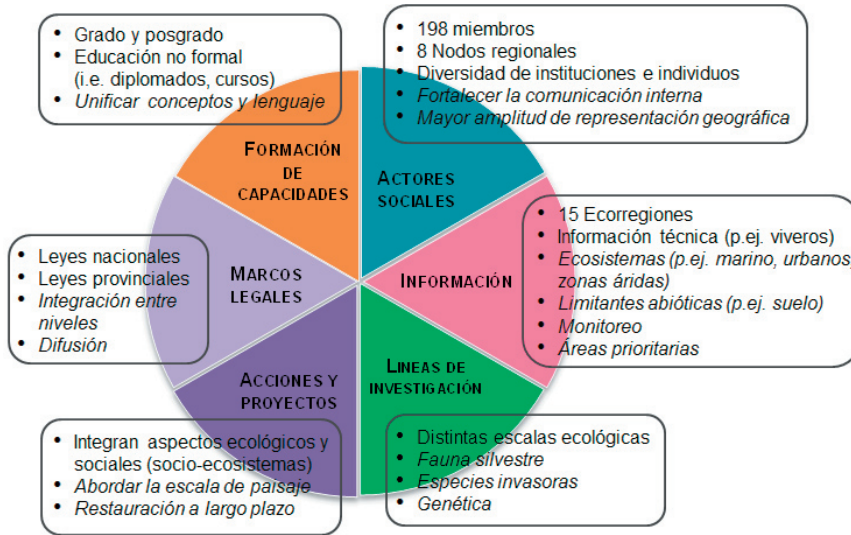 • Grado y posgrado
• Educación no formal
(i.e. diplomados, cursos)
• Unificar conceptos y lenguaje
• 198 miembros
• 8 Nodos regionales
• Diversidad de instituciones e individuos
• Fortalecer la comunicación interna
• Mayor amplitud de representación geográfica
FORMACIÓN
DE
CAPACIDADES
ACTORES
SOCIALES
• Leyes nacionales
• Leyes provinciales
• Integración entre
niveles
• Difusión
MARCOS
LEGALES
INFORMACIÓN
• 15 Ecorregiones
• Información técnica (p.ej. viveros)
• Ecosistemas (p.ej. marino, urbanos,
zonas áridas)
• Limitantes abióticas (p.ej. suelo)
• Monitoreo
• Áreas prioritarias
ACCIONES Y
PROYECTOS
LINEAS DE
INVESTIGACIÓN
• Integran aspectos ecológicos y
sociales (socio-ecosistemas)
• Abordar la escala de paisaje
• Restauración a largo plazo
• Distintas escalas ecológicas
• Fauna silvestre
• Especies invasoras
• Genética